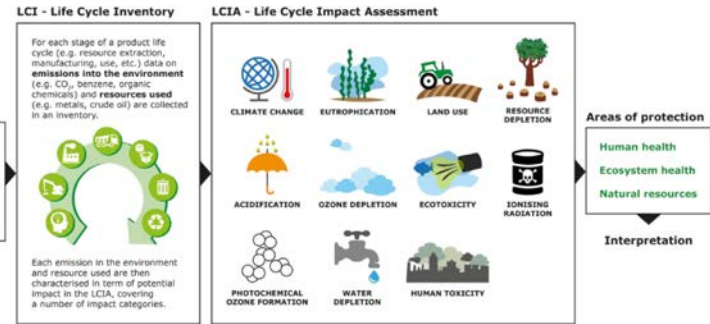 LCI - Life Cycle Inventory
For each stage of a product life
cycle (e.g. resource extraction,
manufacturing, use, etc.) data on
emissions into the environment
(e.g. CO₂, benzene, organic
chemicals) and resources used
(e.g. metals, crude oil) are collected
in an inventory.
Each emission in the environment
and resource used are then
characterised in term of potential
impact in the LCIA, covering
a number of impact categories.
LCIA - Life Cycle Impact Assessment
CLIMATE CHANGE
EUTROPHICATION
LAND USE
RESOURCE
DEPLETION
ACIDIFICATION
OZONE DEPLETION
ECOTOXICITY
IONISING
RADIATION
PHOTOCHEMICAL
OZONE FORMATION
WATER
DEPLETION
HUMAN TOXICITY
Areas of protection
Human health
Ecosystem health
Natural resources
Interpretation